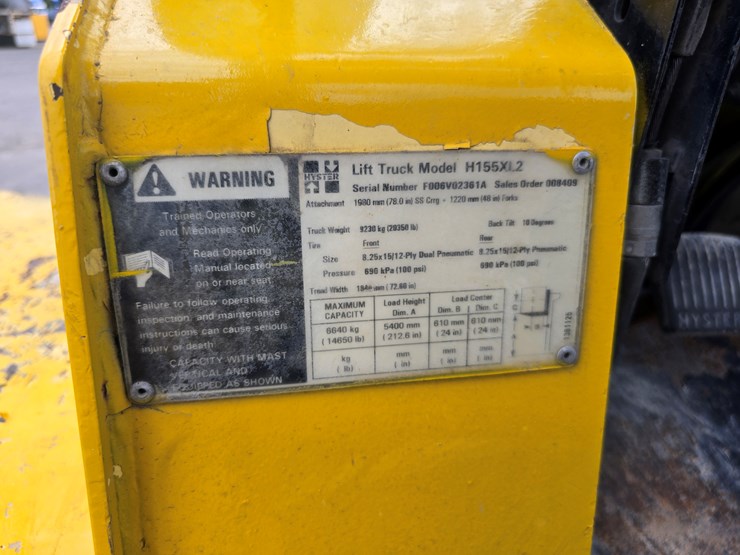 WARNING
Trained Operators
and Mechanics only
Read Operating
Manual located
on or near seat
Failure to follow operating,
inspection, and maintenance
instructions can cause serious
injury or death
CAPACITY WITH MAST
VERTICAL AND
EQUIPPED AS SHOWN
HYSTER
Lift Truck Model H155XL2
Serial Number F006V02361A Sales Order 008409
Attachment 1980 mm (78.0 in) SS Crrg - 1220 mm (48 in) Forks
Truck Weight 9230 kg (20350 lb) Back Tilt 10 Degrees
Tire Front Rear
Size 8.25x15/12-Ply Dual Pneumatic 8.25x15/12-Ply Pneumatic
Pressure 690 kPa (100 psi) 690 kPa (100 psi)
Tread Width mm (72.60 in)
MAXIMUM CAPACITY Load Height Dim. A Load Center Dim. B Dim. C
6640 kg 5400 mm 610 mm 610 mm
(14650 lb) (212.6 in) (24 in) (24 in)
kg mm mm mm
(lb) (in) (in) (in)